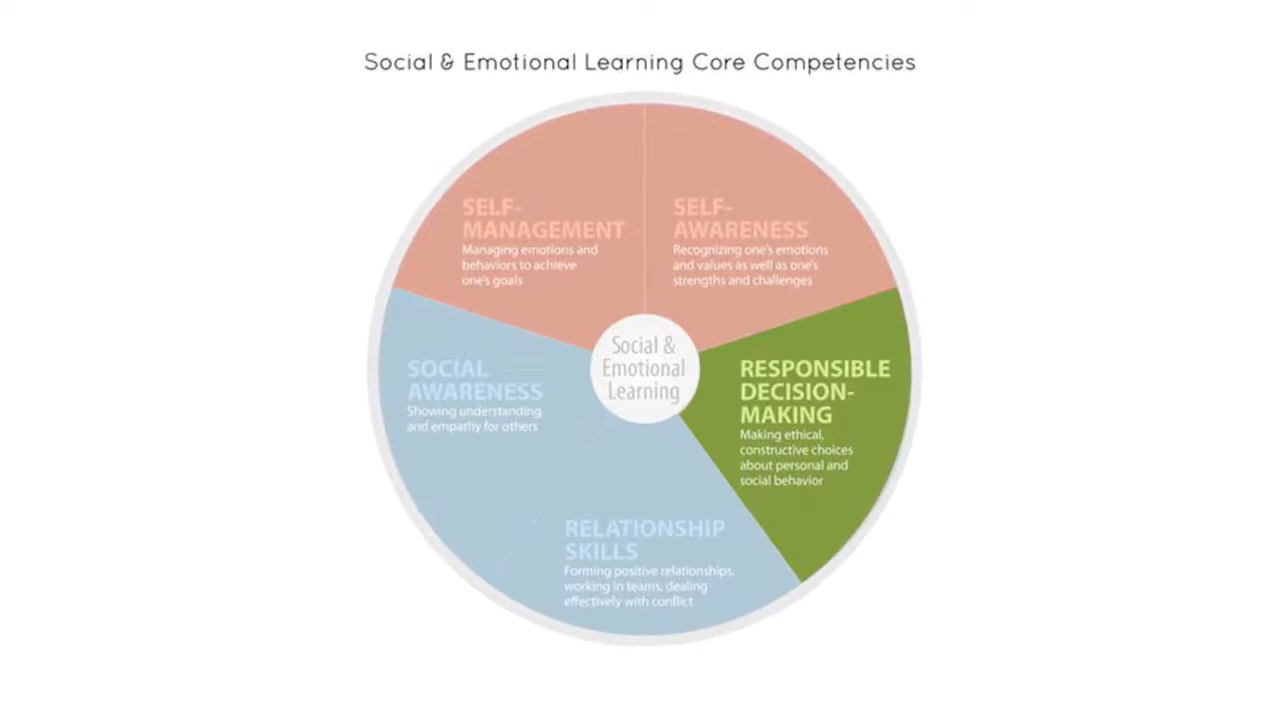 Social & Emotional Learning Core Competencies
SELF-
MANAGEMENT
Managing emotions and
behaviors to achieve
one's goals
SELF-
AWARENESS
Recognizing one's emotions
and values as well as one's
strengths and challenges
Social &
Emotional
Learning
SOCIAL
AWARENESS
Showing understanding
and empathy for others
RESPONSIBLE
DECISION-
MAKING
Making ethical,
constructive choices
about personal and
social behavior
RELATIONSHIP
SKILLS
Forming positive relationships,
working in teams, dealing
effectively with conflict